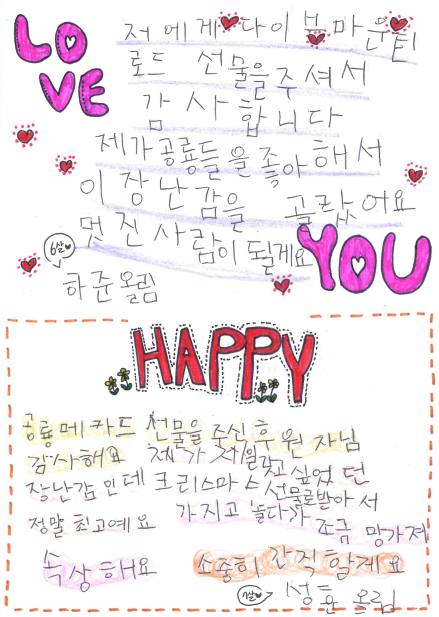 LOVE
저에게 다이노마운틴
로드 선물을 주셔서
감사합니다
제가 공룡들을 좋아해서
이 장난감을 골랐어요
멋진사람이 될게요
YOU
6살
하준올림
HAPPY
공룡메카드 선물을 주신 후원자님
감사해요 제가 제일갖고싶었던
장난감인데 크리스마스선물로받아서
정말 최고예요 가지고 놀다가 조금 망가져
속상해요 소중히 간직할게요
7살
성훈 올림